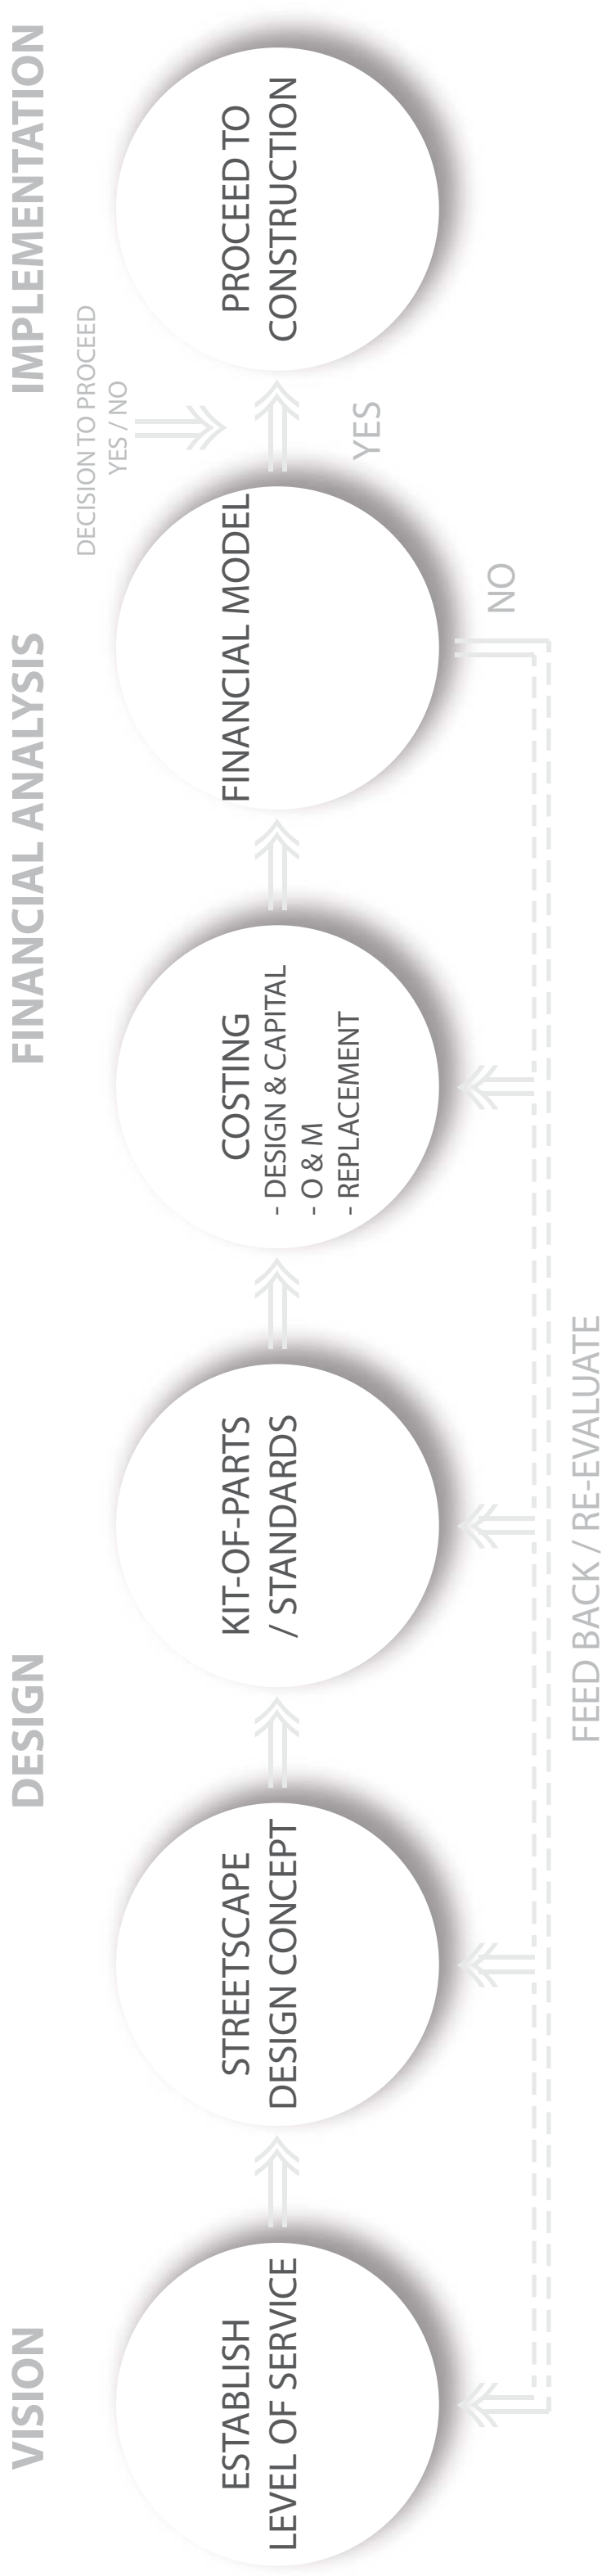 VISION
DESIGN
FINANCIAL ANALYSIS
IMPLEMENTATION
DECISION TO PROCEED
YES / NO
ESTABLISH
LEVEL OF SERVICE
STREETSCAPE
DESIGN CONCEPT
KIT-OF-PARTS
/ STANDARDS
COSTING
- DESIGN & CAPITAL
- O & M
- REPLACEMENT
FINANCIAL MODEL
PROCEED TO
CONSTRUCTION
YES
NO
FEED BACK / RE-EVALUATE